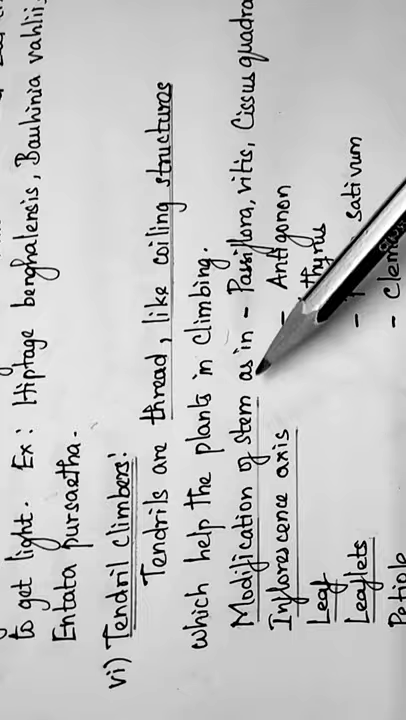 to get light. Ex: Hiptage benghalensis, Bauhinia vahlii,
Entata pursaetha.
vi) Tendril climbers:
Tendrils are thread, like coiling structures
which help the plants in climbing.
Modification of stem as in - Passiflora, vitis, Cissus quadra
Inflorescence axis - Antigonon
Leaf
Leaflets - sativum
Petiole - Clem